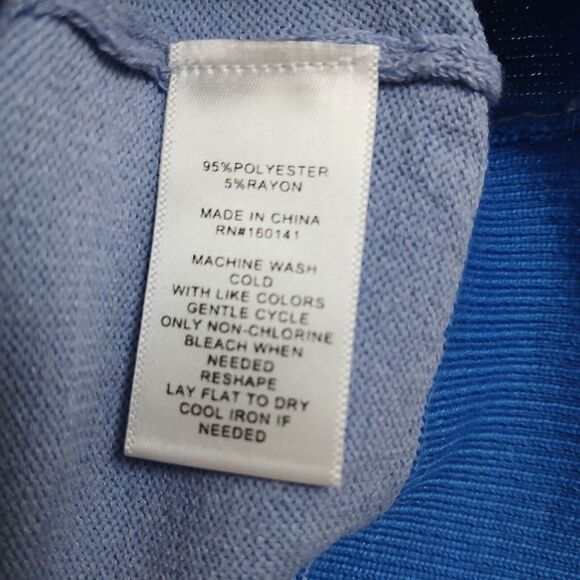 95%POLYESTER
5%RAYON
MADE IN CHINA
RN#160141
MACHINE WASH
COLD
WITH LIKE COLORS
GENTLE CYCLE
ONLY NON-CHLORINE
BLEACH WHEN
NEEDED
RESHAPE
LAY FLAT TO DRY
COOL IRON IF
NEEDED